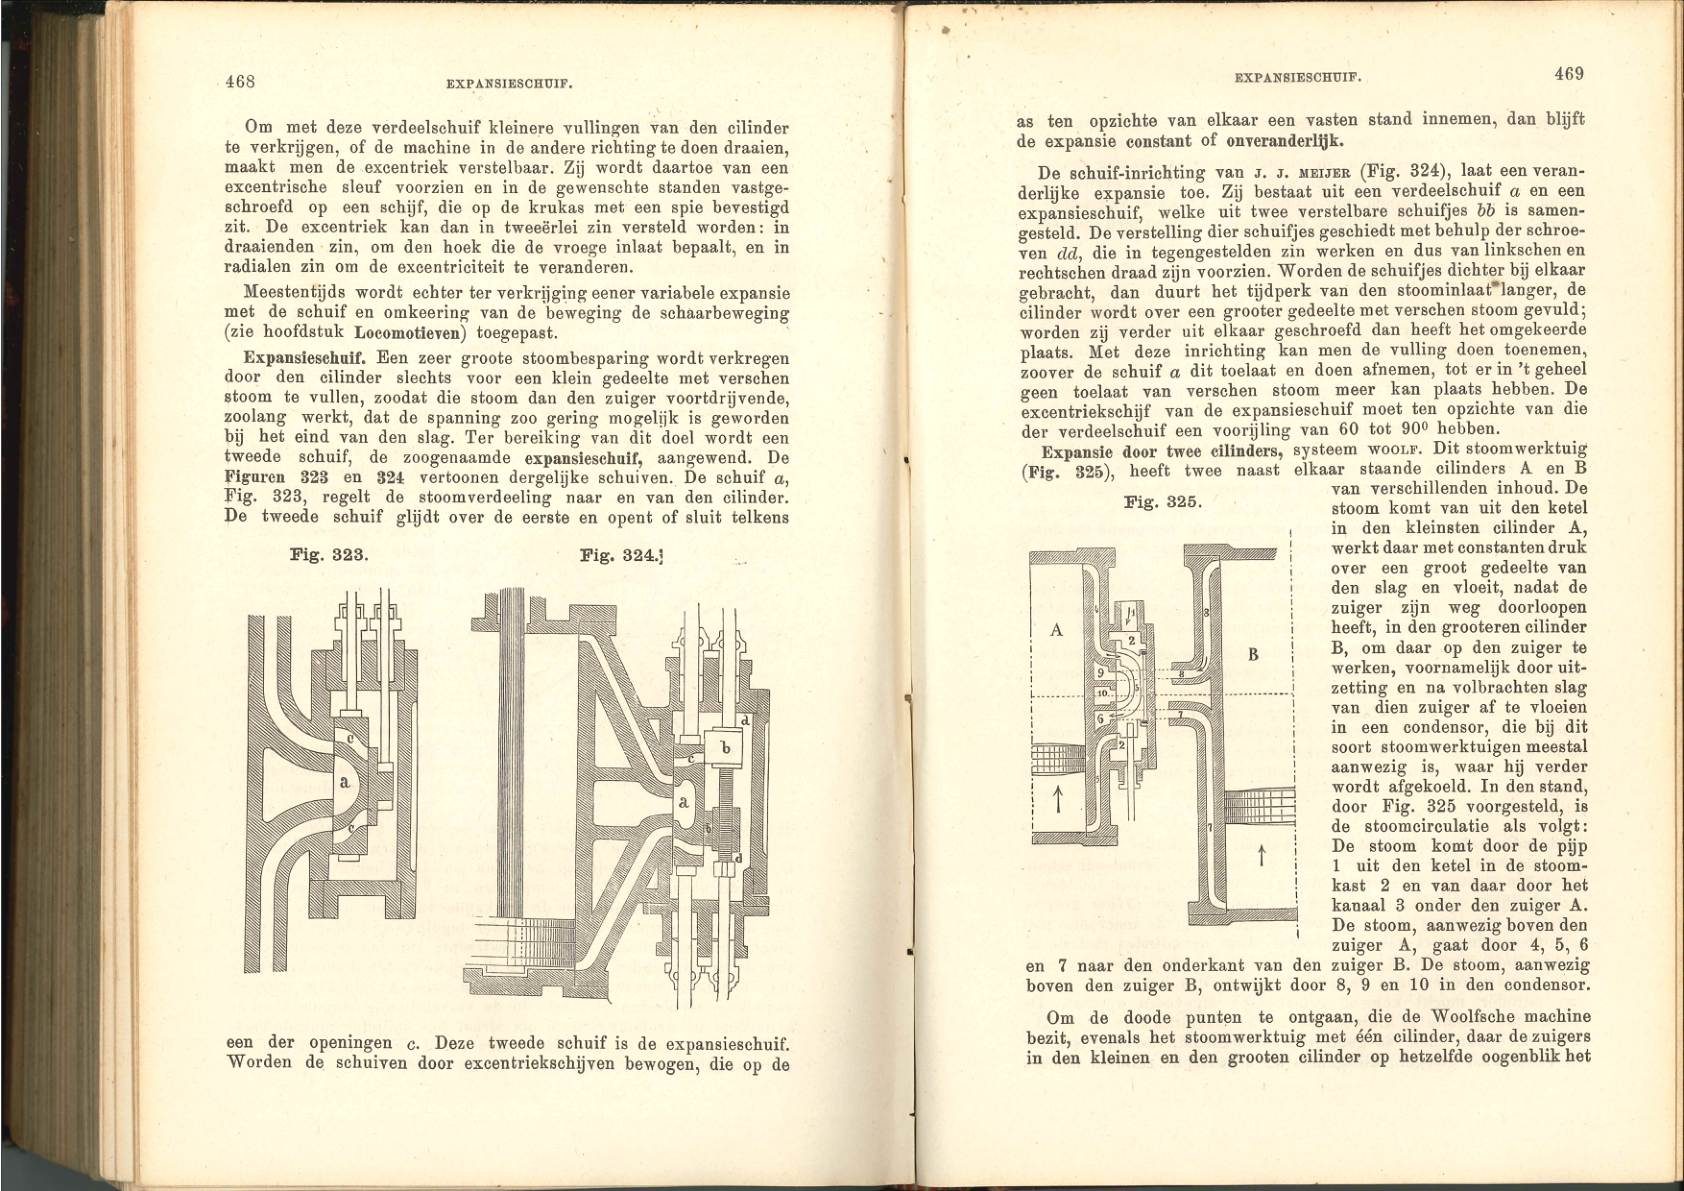 468
EXPANSIESCHUIF.
Om met deze verdeelschuif kleinere vullingen van den cilinder
te verkrijgen, of de machine in de andere richting te doen draaien,
maakt men de excentriek verstelbaar. Zij wordt daartoe van een
excentrische sleuf voorzien en in de gewenschte standen vastge-
schroefd op een schijf, die op de krukas met een spie bevestigd
zit. De excentriek kan dan in tweeërlei zin versteld worden: in
draaienden zin, om den hoek die de vroege inlaat bepaalt, en in
radialen zin om de excentriciteit te veranderen.
Meestentijds wordt echter ter verkrijging eener variabele expansie
met de schuif en omkeering van de beweging de schaarbeweging
(zie hoofdstuk Locomotieven) toegepast.
Expansieschuif. Een zeer groote stoombesparing wordt verkregen
door den cilinder slechts voor een klein gedeelte met verschen
stoom te vullen, zoodat die stoom dan den zuiger voortdrijvende,
zoolang werkt, dat de spanning zoo gering mogelijk is geworden
bij het eind van den slag. Ter bereiking van dit doel wordt een
tweede schuif, de zoogenaamde expansieschuif, aangewend. De
Figuren 323 en 324 vertoonen dergelijke schuiven. De schuif a,
Fig. 323, regelt de stoomverdeeling naar en van den cilinder.
De tweede schuif glijdt over de eerste en opent of sluit telkens
Fig. 323.
Fig. 324.
c
a
c
d
b
c
a
b
d
een der openingen c. Deze tweede schuif is de expansieschuif.
Worden de schuiven door excentriekschijven bewogen, die op de
EXPANSIESCHUIF.
469
as ten opzichte van elkaar een vasten stand innemen, dan blijft
de expansie constant of onveranderlijk.
De schuif-inrichting van J. J. MEIJER (Fig. 324), laat een veran-
derlijke expansie toe. Zij bestaat uit een verdeelschuif a en een
expansieschuif, welke uit twee verstelbare schuifjes bb is samen-
gesteld. De verstelling dier schuifjes geschiedt met behulp der schroe-
ven dd, die in tegengestelden zin werken en dus van linkschen en
rechtschen draad zijn voorzien. Worden de schuifjes dichter bij elkaar
gebracht, dan duurt het tijdperk van den stoominlaat langer, de
cilinder wordt over een grooter gedeelte met verschen stoom gevuld;
worden zij verder uit elkaar geschroefd dan heeft het omgekeerde
plaats. Met deze inrichting kan men de vulling doen toenemen,
zoover de schuif a dit toelaat en doen afnemen, tot er in 't geheel
geen toelaat van verschen stoom meer kan plaats hebben. De
excentriekschijf van de expansieschuif moet ten opzichte van die
der verdeelschuif een voorijling van 60 tot 90° hebben.
Expansie door twee cilinders, systeem WOOLF. Dit stoomwerktuig
(Fig. 325), heeft twee naast elkaar staande cilinders A en B
van verschillenden inhoud. De
stoom komt van uit den ketel
in den kleinsten cilinder A,
werkt daar met constanten druk
over een groot gedeelte van
den slag en vloeit, nadat de
zuiger zijn weg doorloopen
heeft, in den grooteren cilinder
B, om daar op den zuiger te
werken, voornamelijk door uit-
zetting en na volbrachten slag
van dien zuiger af te vloeien
in een condensor, die bij dit
soort stoomwerktuigen meestal
aanwezig is, waar hij verder
wordt afgekoeld. In den stand,
door Fig. 325 voorgesteld, is
de stoomcirculatie als volgt:
De stoom komt door de pijp
1 uit den ketel in de stoom-
kast 2 en van daar door het
kanaal 3 onder den zuiger A.
De stoom, aanwezig boven den
zuiger A, gaat door 4, 5, 6
Fig. 325.
A
4
1
2
9
5
10
6
2
8
8
7
B
7
en 7 naar den onderkant van den zuiger B. De stoom, aanwezig
boven den zuiger B, ontwijkt door 8, 9 en 10 in den condensor.
Om de doode punten te ontgaan, die de Woolfsche machine
bezit, evenals het stoomwerktuig met één cilinder, daar de zuigers
in den kleinen en den grooten cilinder op hetzelfde oogenblik het